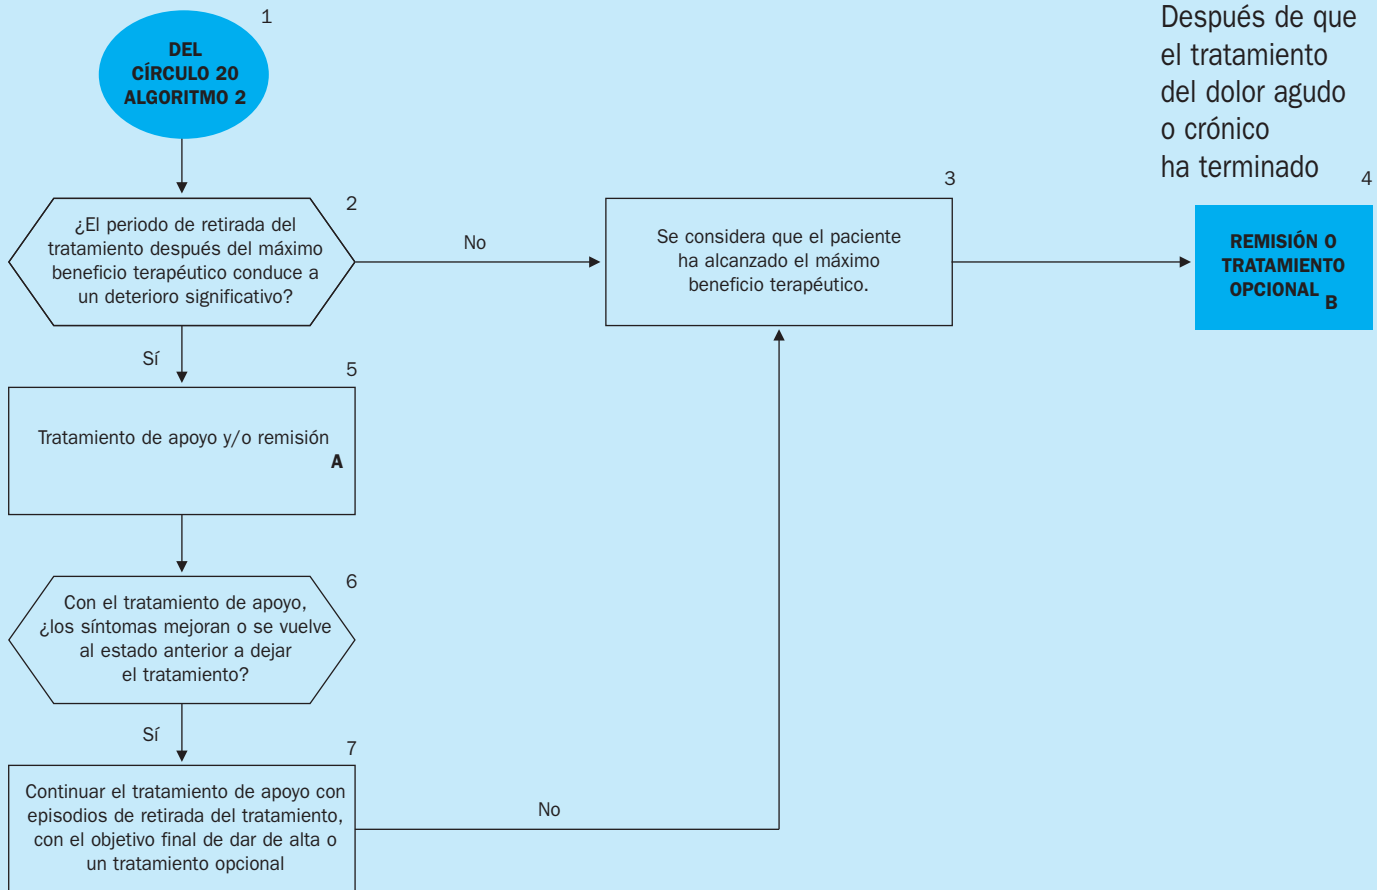 1
DEL
CÍRCULO 20
ALGORITMO 2
Después de que
el tratamiento
del dolor agudo
o crónico
ha terminado
2
¿El periodo de retirada del
tratamiento después del máximo
beneficio terapéutico conduce a
un deterioro significativo?
No
3
Se considera que el paciente
ha alcanzado el máximo
beneficio terapéutico.
4
REMISIÓN O
TRATAMIENTO
OPCIONAL B
Sí
5
Tratamiento de apoyo y/o remisión
A
6
Con el tratamiento de apoyo,
¿los síntomas mejoran o se vuelve
al estado anterior a dejar
el tratamiento?
Sí
7
Continuar el tratamiento de apoyo con
episodios de retirada del tratamiento,
con el objetivo final de dar de alta o
un tratamiento opcional
No